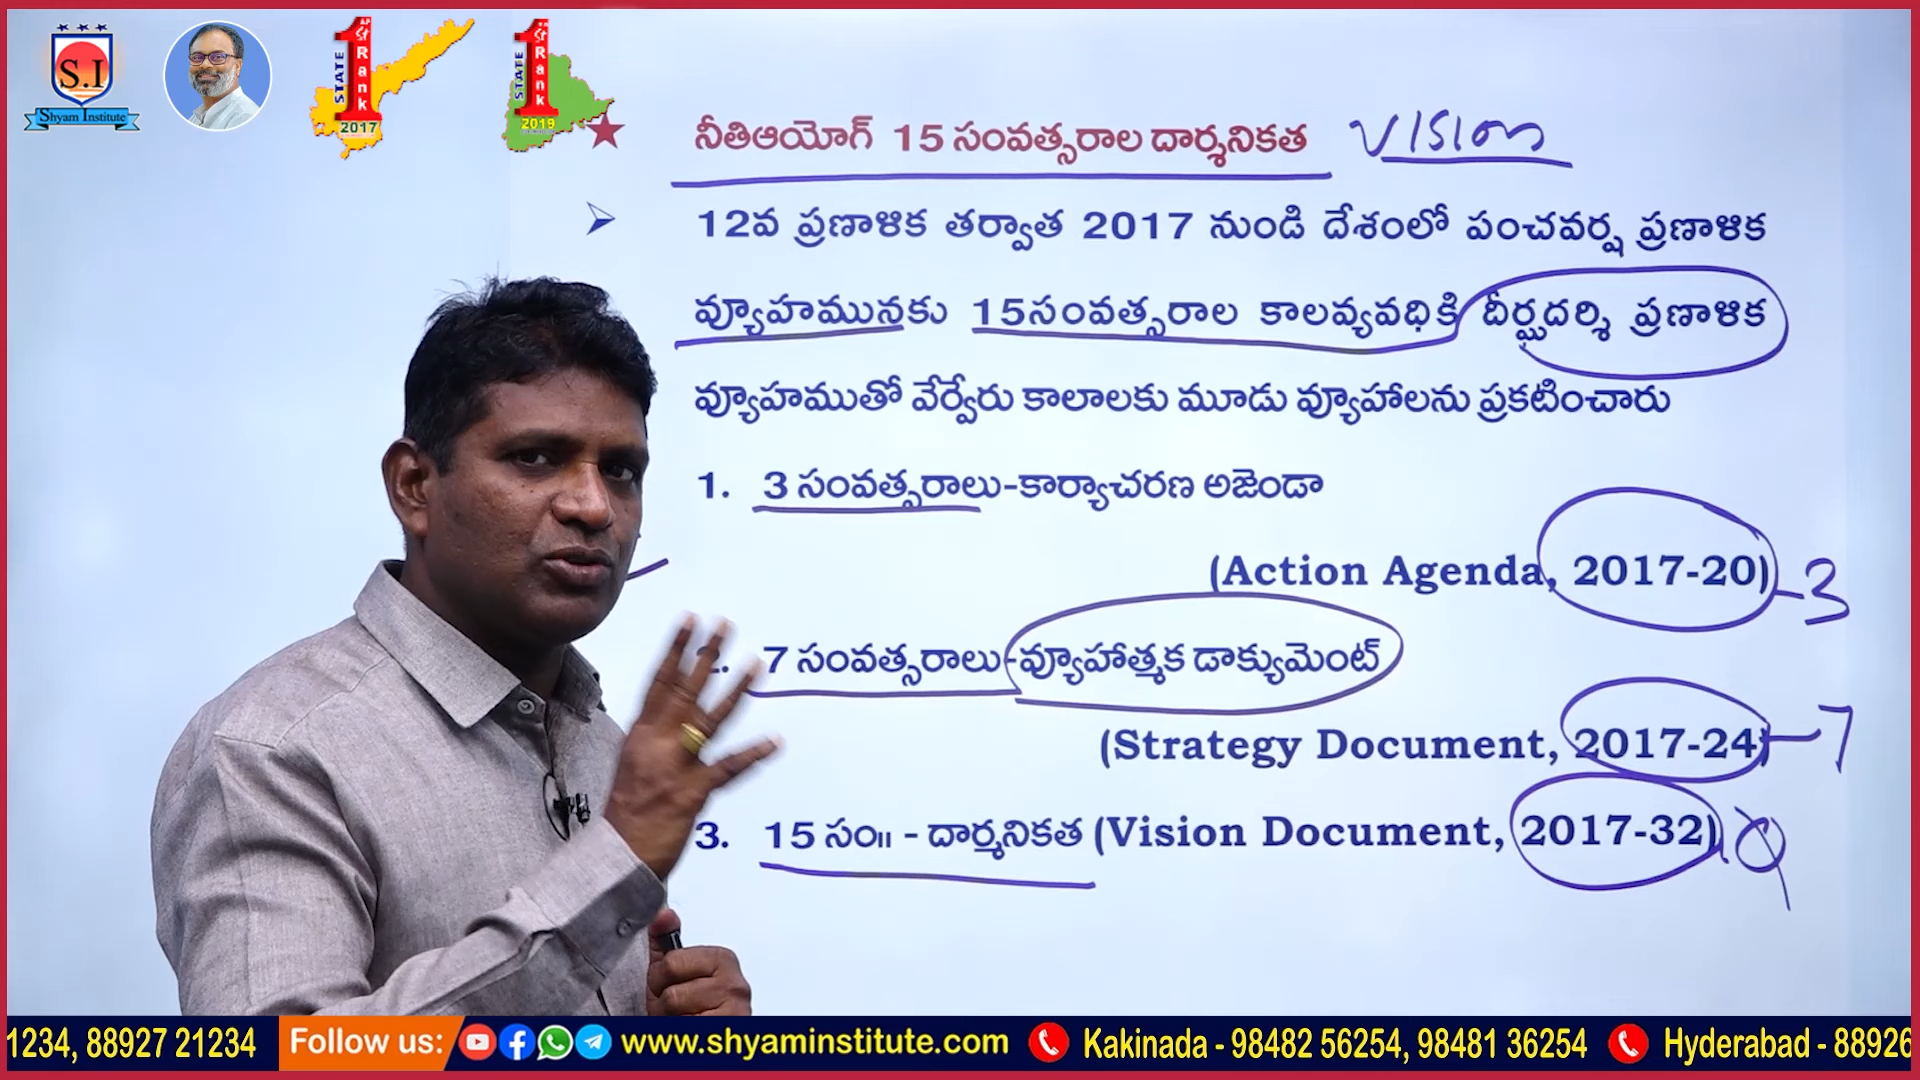 S.I
Shyam Institute
STATE 1st Rank
2017
STATE 1st Rank
2019
నీతిఆయోగ్ 15 సంవత్సరాల దార్శనికత VISION
12వ ప్రణాళిక తర్వాత 2017 నుండి దేశంలో పంచవర్ష ప్రణాళిక
వ్యూహమునకు 15సంవత్సరాల కాలవ్యవధికి దీర్ఘదర్శి ప్రణాళిక
వ్యూహముతో వేర్వేరు కాలాలకు మూడు వ్యూహాలను ప్రకటించారు
1. 3 సంవత్సరాలు-కార్యాచరణ అజెండా
(Action Agenda, 2017-20) -3
2. 7 సంవత్సరాలు-వ్యూహాత్మక డాక్యుమెంట్
(Strategy Document, 2017-24) -7
3. 15 సం॥ - దార్మనికత (Vision Document, 2017-32)
1234, 88927 21234 Follow us: www.shyaminstitute.com Kakinada - 98482 56254, 98481 36254 Hyderabad - 88926